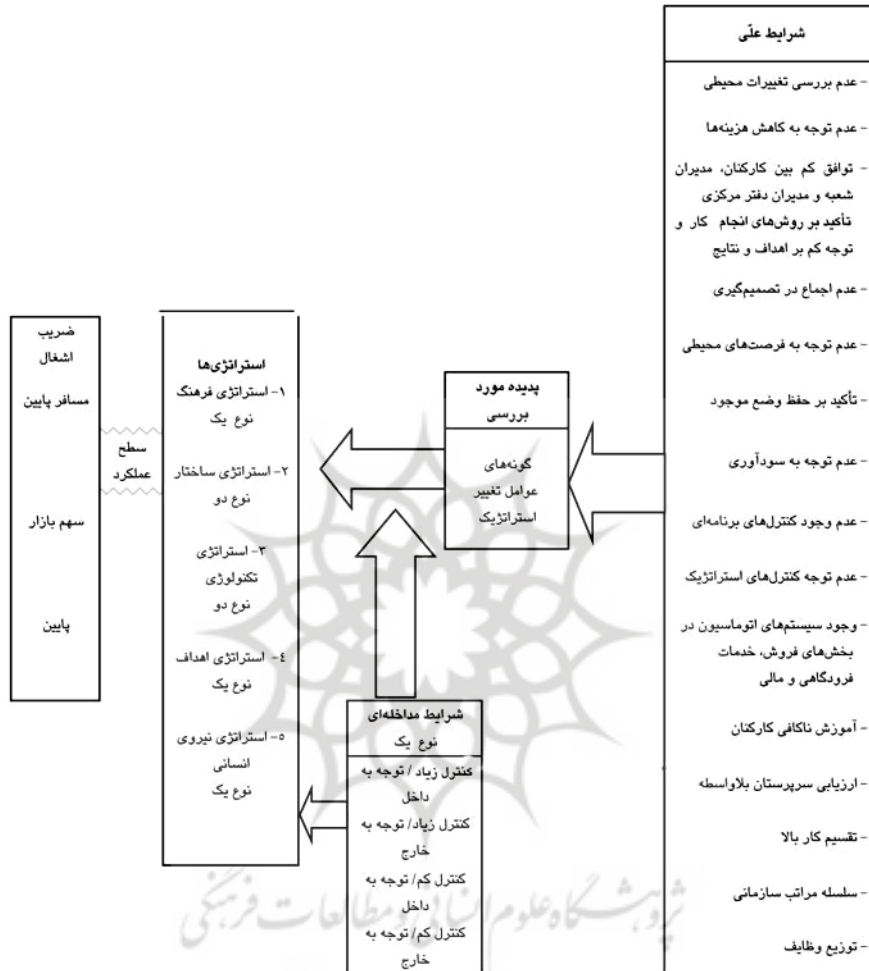 شرایط علّی
- عدم بررسی تغییرات محیطی
- عدم توجه به کاهش هزینه‌ها
- توافق کم بین کارکنان، مدیران
شعبه و مدیران دفتر مرکزی
تأکید بر روش‌های انجام کار و
توجه کم بر اهداف و نتایج
- عدم اجماع در تصمیم‌گیری
- عدم توجه به فرصت‌های محیطی
- تأکید بر حفظ وضع موجود
- عدم توجه به سودآوری
- عدم وجود کنترل‌های برنامه‌ای
- عدم توجه کنترل‌های استراتژیک
- وجود سیستم‌های اتوماسیون در
بخش‌های فروش، خدمات
فرودگاهی و مالی
- آموزش ناکافی کارکنان
- ارزیابی سرپرستان بلاواسطه
- تقسیم کار بالا
- سلسله مراتب سازمانی
- توزیع وظایف
پدیده مورد
بررسی
گونه‌های
عوامل تغییر
استراتژیک
شرایط مداخله‌ای
نوع یک
کنترل زیاد/ توجه به
داخل
کنترل زیاد/ توجه به
خارج
کنترل کم/ توجه به
داخل
کنترل کم/ توجه به
خارج
استراتژی‌ها
۱- استراتژی فرهنگ
نوع یک
۲- استراتژی ساختار
نوع دو
۳- استراتژی
تکنولوژی
نوع دو
٤- استراتژی اهداف
نوع یک
٥- استراتژی نیروی
انسانی
نوع یک
سطح
عملکرد
ضریب
اشغال
مسافر پایین
سهم بازار
پایین
پژوهشگاه علوم انسانی و مطالعات فرهنگی